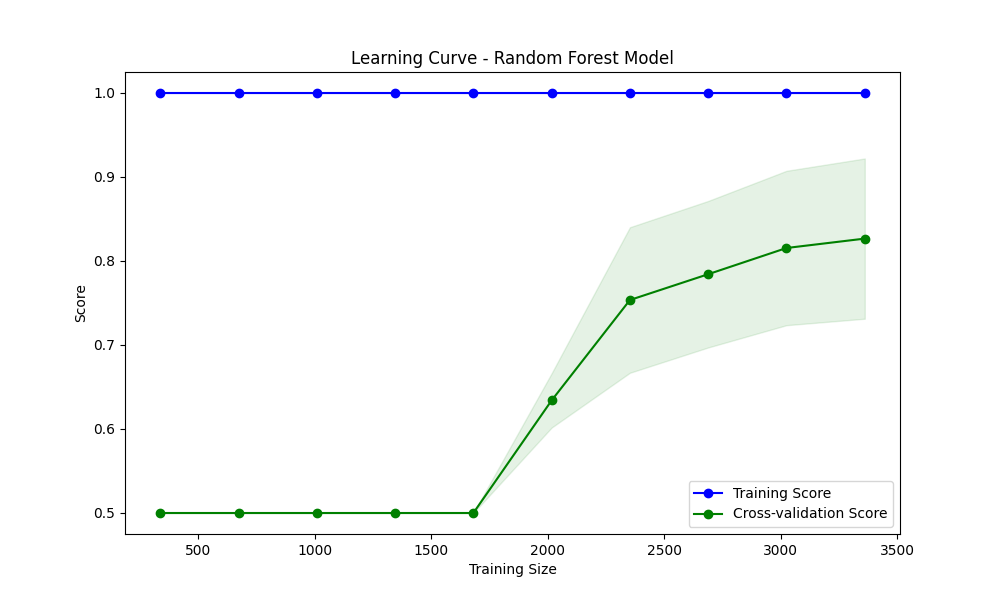 Learning Curve - Random Forest Model
1.0
0.9
0.8
0.7
0.6
0.5
Score
500 1000 1500 2000 2500 3000 3500
Training Size
Training Score
Cross-validation Score